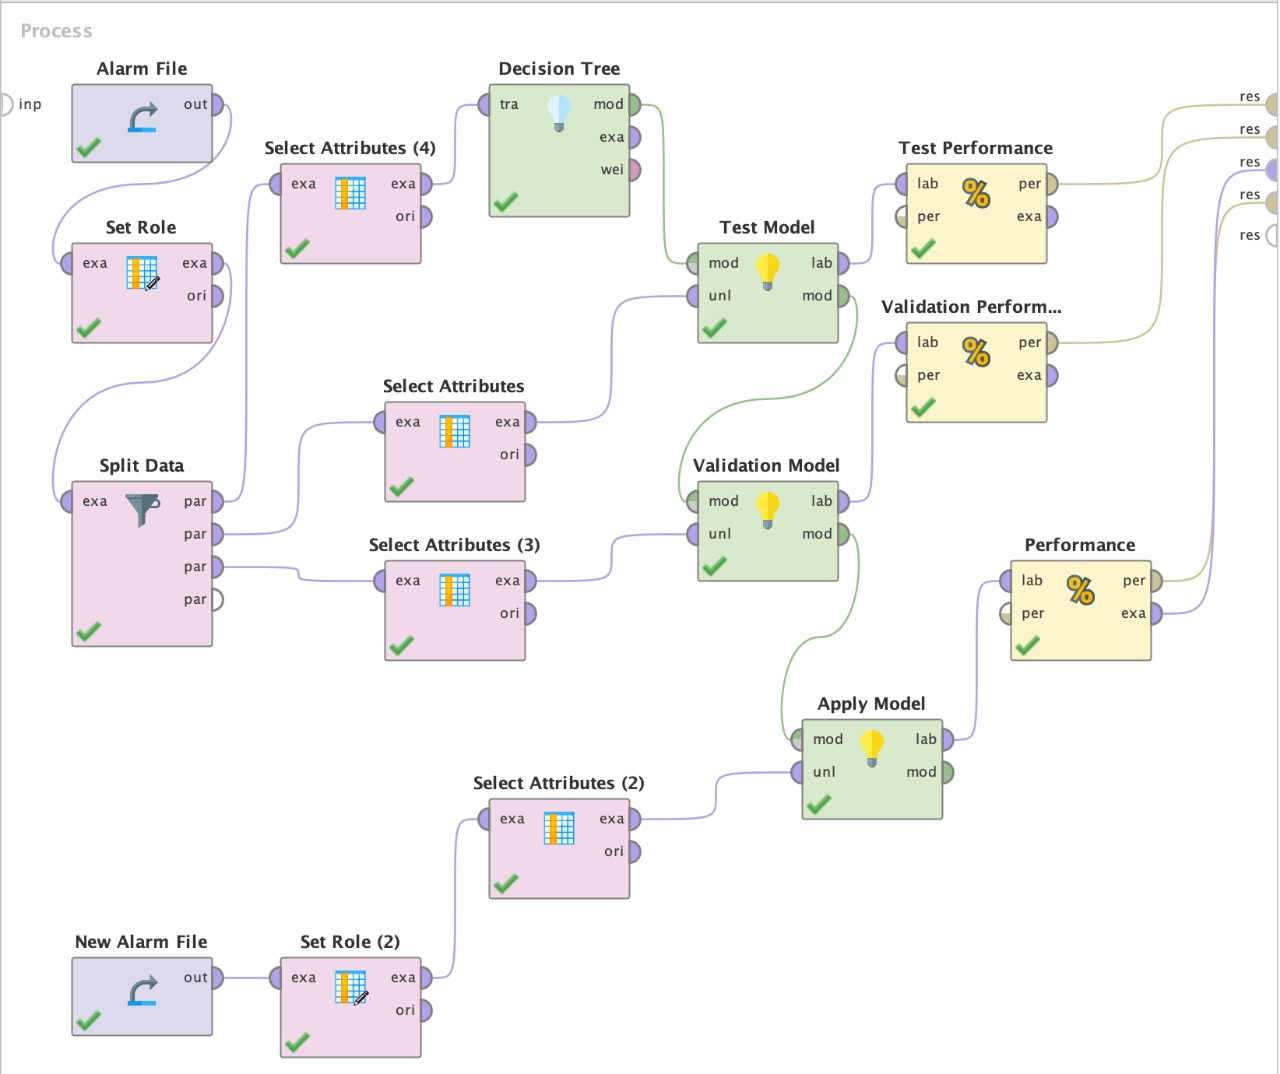 Process
inp
Alarm File
out
Set Role
exa exa
ori
Split Data
exa par
par
par
par
Select Attributes (4)
exa exa
ori
Decision Tree
tra mod
exa
wei
Select Attributes
exa exa
ori
Select Attributes (3)
exa exa
ori
Test Model
mod lab
unl mod
Validation Model
mod lab
unl mod
Test Performance
lab per
per exa
%
Validation Perform...
lab per
per exa
%
Performance
lab per
per exa
%
Apply Model
mod lab
unl mod
Select Attributes (2)
exa exa
ori
New Alarm File
out
Set Role (2)
exa exa
ori
res
res
res
res
res